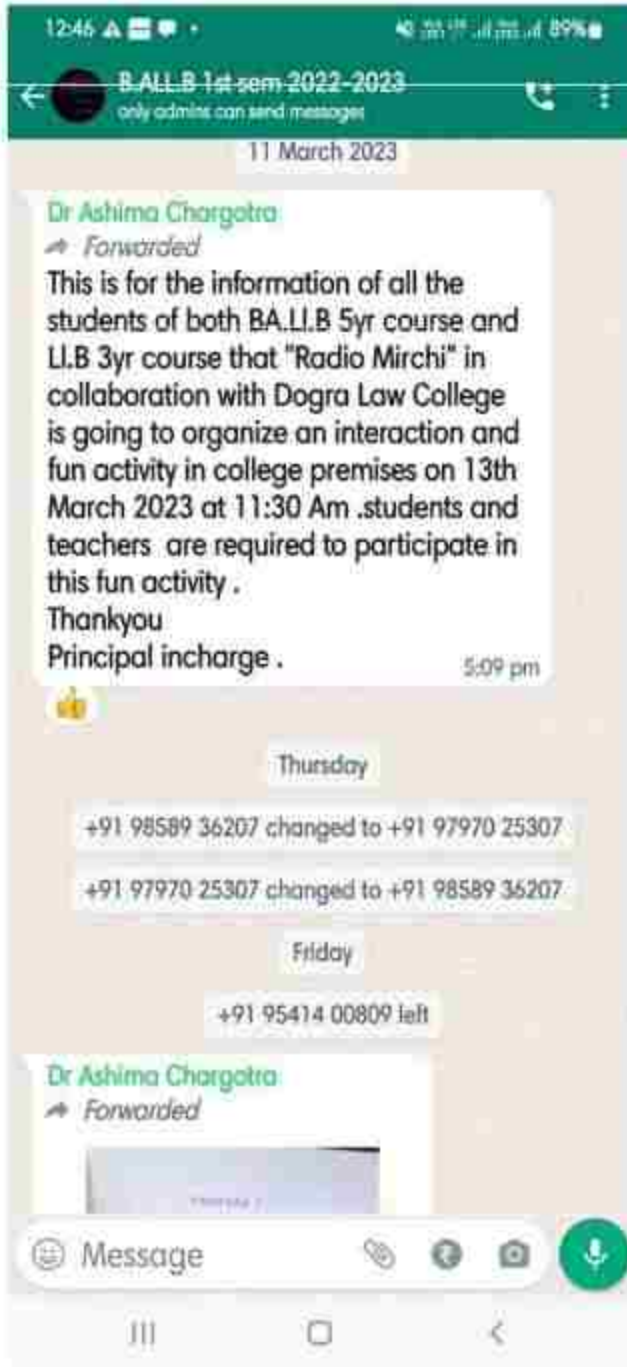 12:46
89%
B.ALL.B 1st sem 2022-2023
only admins can send messages
11 March 2023
Dr Ashima Chargotra
Forwarded
This is for the information of all the
students of both BA.Ll.B 5yr course and
Ll.B 3yr course that "Radio Mirchi" in
collaboration with Dogra Law College
is going to organize an interaction and
fun activity in college premises on 13th
March 2023 at 11:30 Am .students and
teachers are required to participate in
this fun activity .
Thankyou
Principal incharge .
5:09 pm
Thursday
+91 98589 36207 changed to +91 97970 25307
+91 97970 25307 changed to +91 98589 36207
Friday
+91 95414 00809 left
Dr Ashima Chargotra
Forwarded
Message